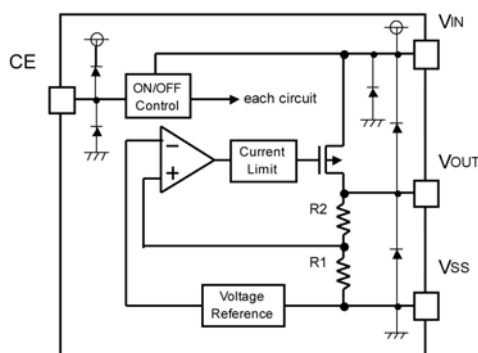 VIN
CE
ON/OFF
Control
each circuit
−
+
Current
Limit
VOUT
R2
R1
VSS
Voltage
Reference